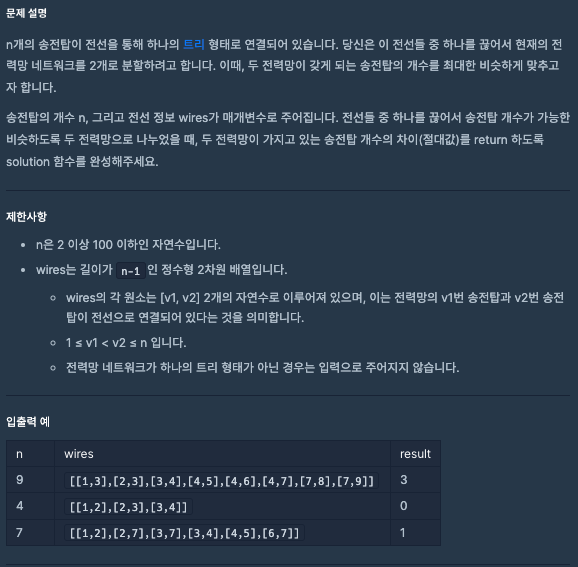 문제 설명
n개의 송전탑이 전선을 통해 하나의 트리 형태로 연결되어 있습니다. 당신은 이 전선들 중 하나를 끊어서 현재의 전
력망 네트워크를 2개로 분할하려고 합니다. 이때, 두 전력망이 갖게 되는 송전탑의 개수를 최대한 비슷하게 맞추고
자 합니다.
송전탑의 개수 n, 그리고 전선 정보 wires가 매개변수로 주어집니다. 전선들 중 하나를 끊어서 송전탑 개수가 가능한
비슷하도록 두 전력망으로 나누었을 때, 두 전력망이 가지고 있는 송전탑 개수의 차이(절대값)를 return 하도록
solution 함수를 완성해주세요.
제한사항
• n은 2 이상 100 이하인 자연수입니다.
• wires는 길이가 n-1 인 정수형 2차원 배열입니다.
◦ wires의 각 원소는 [v1, v2] 2개의 자연수로 이루어져 있으며, 이는 전력망의 v1번 송전탑과 v2번 송전
탑이 전선으로 연결되어 있다는 것을 의미합니다.
◦ 1 ≤ v1 < v2 ≤ n 입니다.
◦ 전력망 네트워크가 하나의 트리 형태가 아닌 경우는 입력으로 주어지지 않습니다.
입출력 예
n wires result
9 [[1,3],[2,3],[3,4],[4,5],[4,6],[4,7],[7,8],[7,9]] 3
4 [[1,2],[2,3],[3,4]] 0
7 [[1,2],[2,7],[3,7],[3,4],[4,5],[6,7]] 1